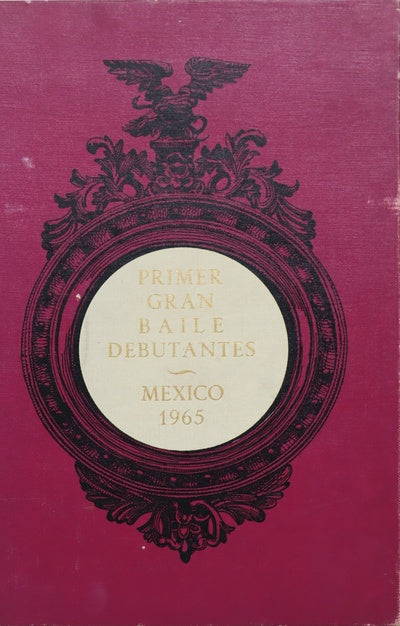 PRIMER
GRAN
BAILE
DEBUTANTES
MEXICO
1965